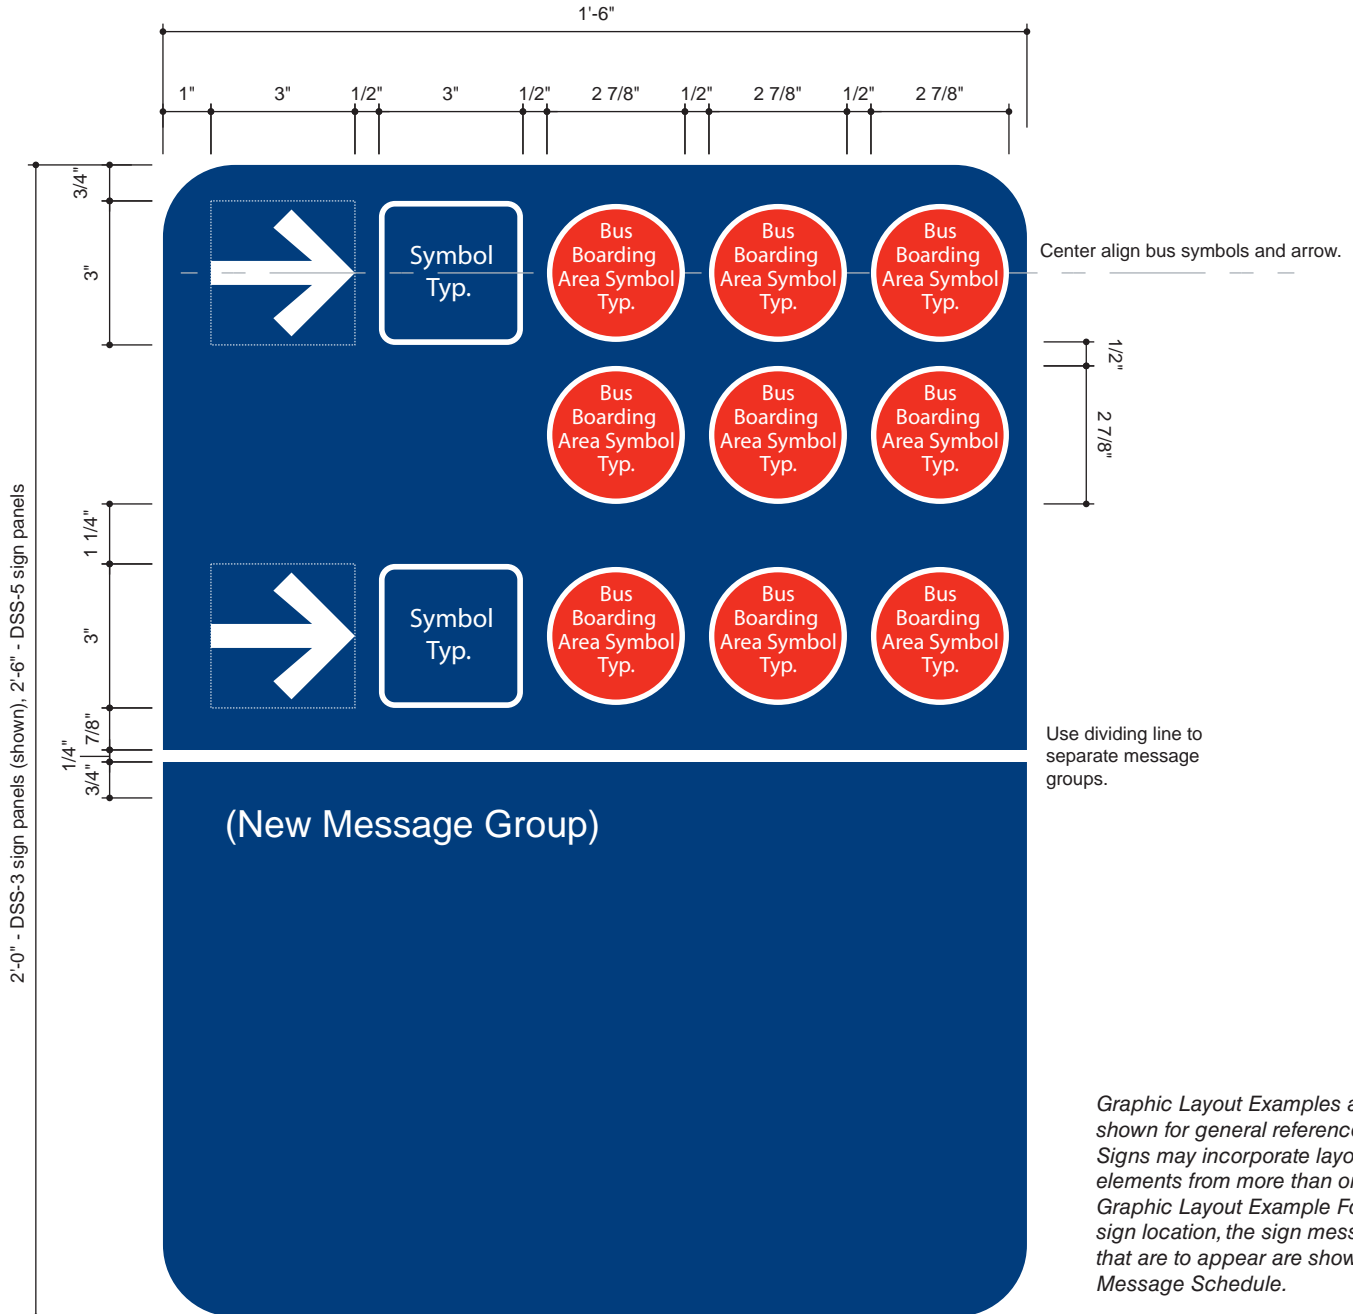 1'-6"
1" 3" 1/2" 3" 1/2" 2 7/8" 1/2" 2 7/8" 1/2" 2 7/8"
3/4"
3"
Symbol
Typ.
Bus
Boarding
Area Symbol
Typ.
Bus
Boarding
Area Symbol
Typ.
Bus
Boarding
Area Symbol
Typ.
Center align bus symbols and arrow.
1/2"
2 7/8"
Bus
Boarding
Area Symbol
Typ.
Bus
Boarding
Area Symbol
Typ.
Bus
Boarding
Area Symbol
Typ.
2'-0" - DSS-3 sign panels (shown), 2'-6" - DSS-5 sign panels
1 1/4"
3"
Symbol
Typ.
Bus
Boarding
Area Symbol
Typ.
Bus
Boarding
Area Symbol
Typ.
Bus
Boarding
Area Symbol
Typ.
7/8"
1/4"
3/4"
Use dividing line to
separate message
groups.
(New Message Group)
Graphic Layout Examples
shown for general reference
Signs may incorporate
elements from more than
Graphic Layout Example
sign location, the sign
that are to appear are
Message Schedule.